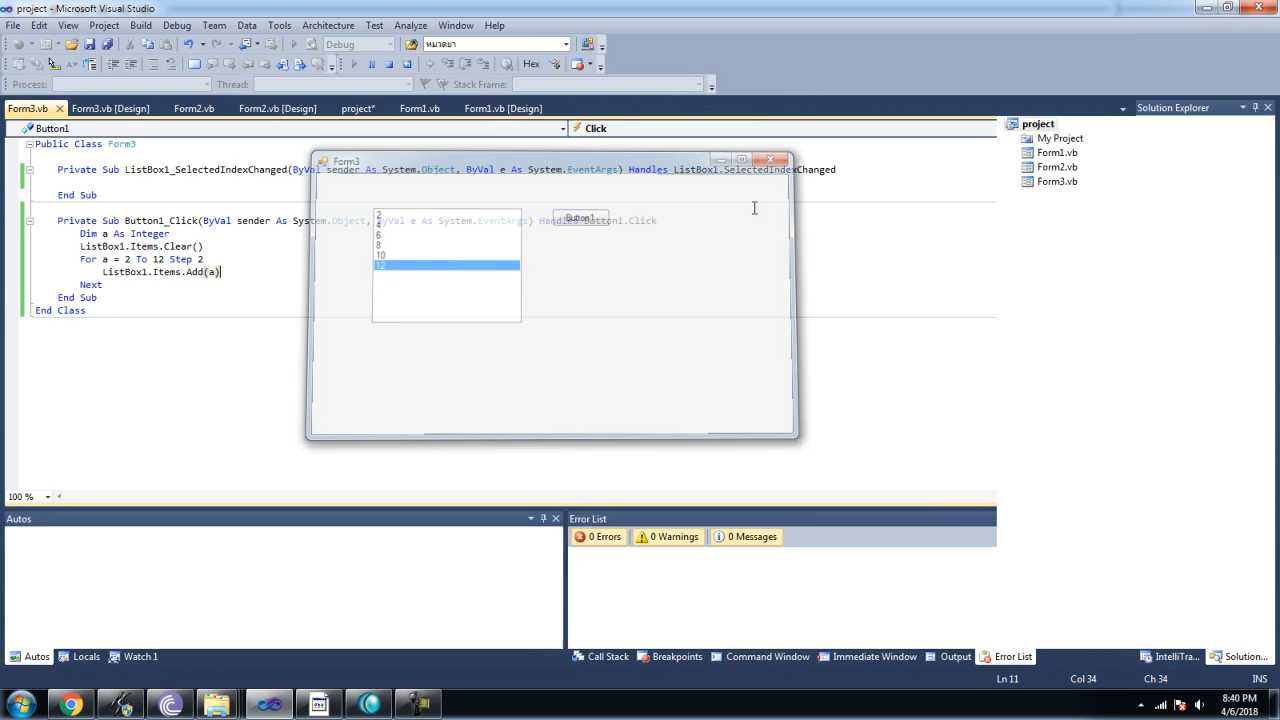 project - Microsoft Visual Studio
File Edit View Project Build Debug Team Data Tools Architecture Test Analyze Window Help
Debug หมวดยา
Hex
Process: Thread: Stack Frame:
Form3.vb Form3.vb [Design] Form2.vb Form2.vb [Design] project* Form1.vb Form1.vb [Design] Solution Explorer
Button1 Click
project
My Project
Form1.vb
Form2.vb
Form3.vb
Public Class Form3
Private Sub ListBox1_SelectedIndexChanged(ByVal sender As System.Object, ByVal e As System.EventArgs) Handles ListBox1.SelectedIndexChanged
End Sub
Private Sub Button1_Click(ByVal sender As System.Object, ByVal e As System.EventArgs) Handles Button1.Click
Dim a As Integer
ListBox1.Items.Clear()
For a = 2 To 12 Step 2
ListBox1.Items.Add(a)
Next
End Sub
End Class
Form3
2
4
6
8
10
12
Button1
100 %
Autos
Error List
0 Errors 0 Warnings 0 Messages
Autos Locals Watch 1
Call Stack Breakpoints Command Window Immediate Window Output Error List IntelliTra... Solution...
Ln 11 Col 34 Ch 34 INS
8:40 PM
4/6/2018